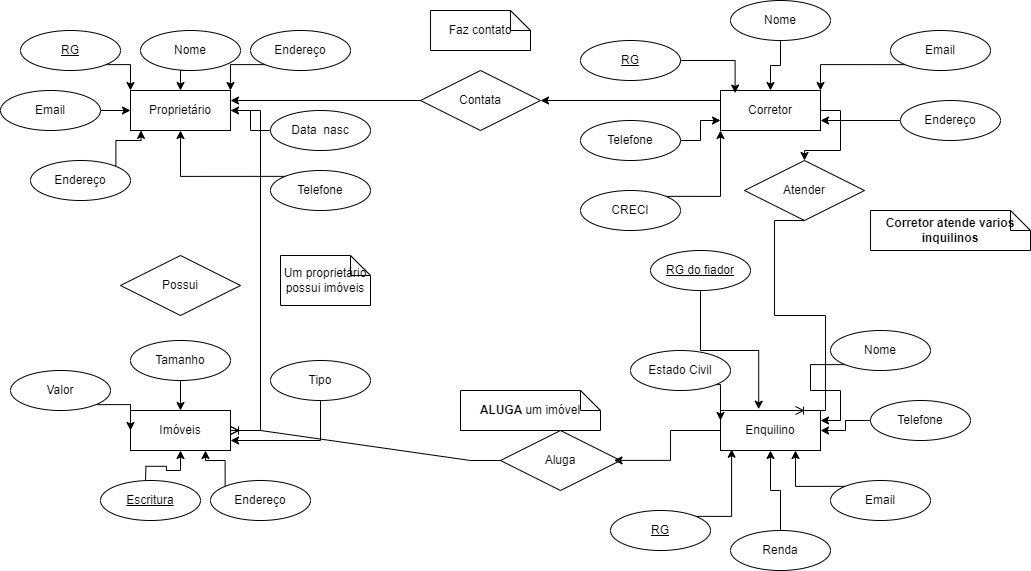 Nome
Faz contato
RG
Nome
Endereço
Email
RG
Contata
Email
Proprietário
Corretor
Endereço
Data nasc
Telefone
Endereço
Telefone
Atender
CRECI
Corretor atende varios
inquilinos
RG do fiador
Possui
Um proprietário
possui imóveis
Tamanho
Nome
Estado Civil
Tipo
Valor
ALUGA um imóvel
Telefone
Imóveis
Enquilino
Aluga
Escritura
Endereço
Email
RG
Renda